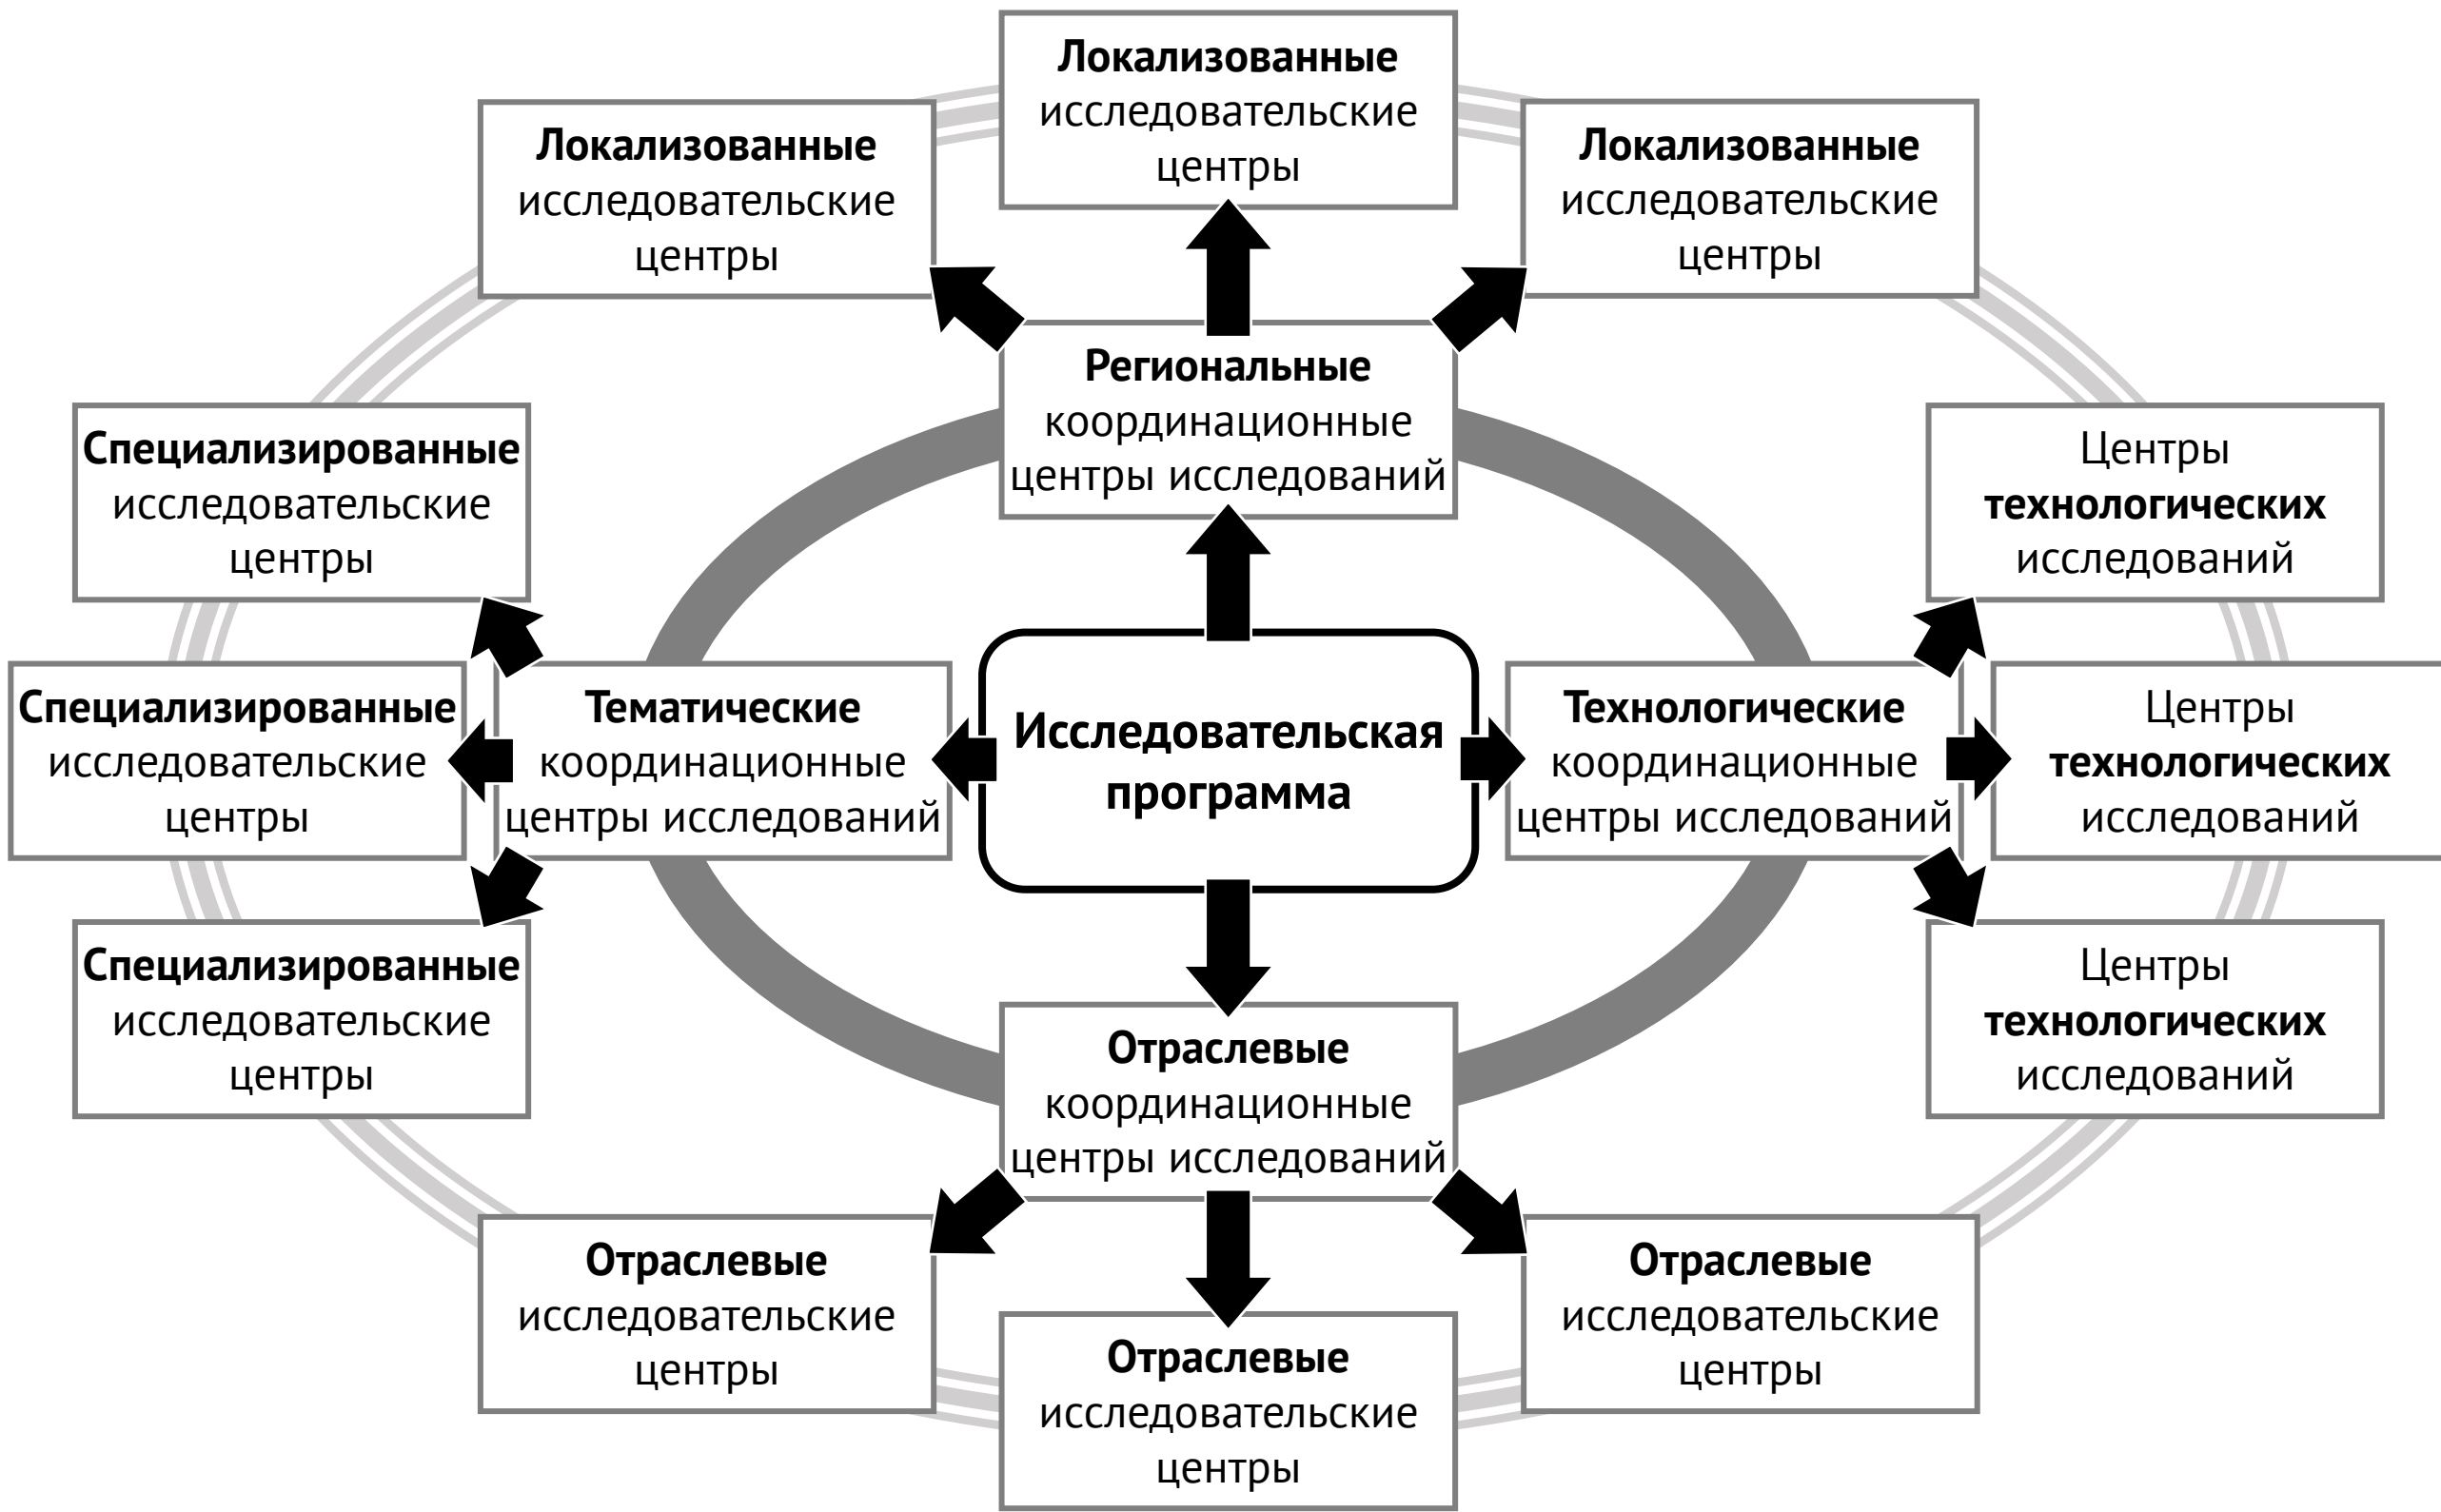 Локализованные
исследовательские
центры
Локализованные
исследовательские
центры
Локализованные
исследовательские
центры
Региональные
координационные
центры исследований
Специализированные
исследовательские
центры
Центры
технологических
исследований
Специализированные
исследовательские
центры
Тематические
координационные
центры исследований
Исследовательская
программа
Технологические
координационные
центры исследований
Центры
технологических
исследований
Специализированные
исследовательские
центры
Центры
технологических
исследований
Отраслевые
координационные
центры исследований
Отраслевые
исследовательские
центры
Отраслевые
исследовательские
центры
Отраслевые
исследовательские
центры